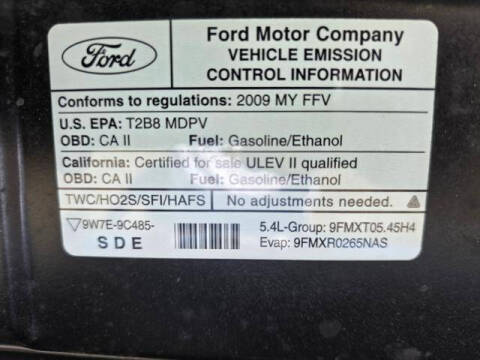 Ford
Ford Motor Company
VEHICLE EMISSION
CONTROL INFORMATION
Conforms to regulations: 2009 MY FFV
U.S. EPA: T2B8 MDPV
OBD: CA II Fuel: Gasoline/Ethanol
California: Certified for sale ULEV II qualified
OBD: CA II Fuel: Gasoline/Ethanol
TWC/HO2S/SFI/HAFS No adjustments needed.
9W7E-9C485- 5.4L-Group: 9FMXT05.45H4
SDE Evap: 9FMXR0265NAS